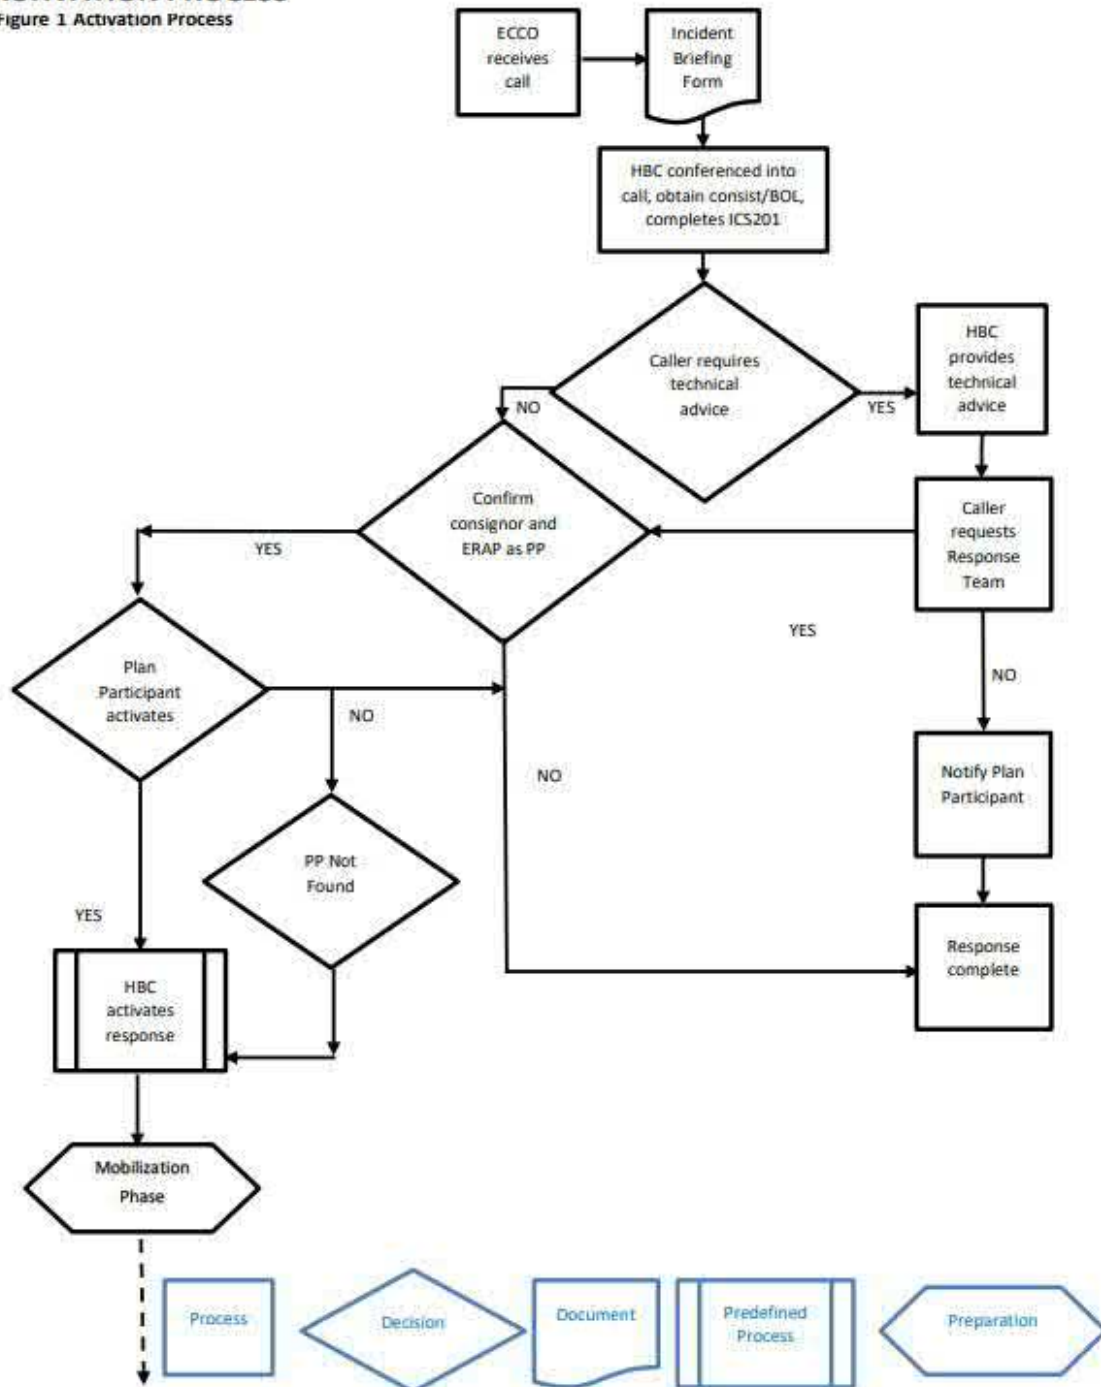 Figure 1 Activation Process
ECCO
receives
call
Incident
Briefing
Form
HBC conferenced into
call, obtain consist/BOL,
completes ICS201
Caller requires
technical
advice
NO
YES
HBC
provides
technical
advice
Confirm
consignor and
ERAP as PP
YES
Caller
requests
Response
Team
YES
NO
Plan
Participant
activates
NO
NO
Notify Plan
Participant
PP Not
Found
YES
Response
complete
HBC
activates
response
Mobilization
Phase
Process
Decision
Document
Predefined
Process
Preparation